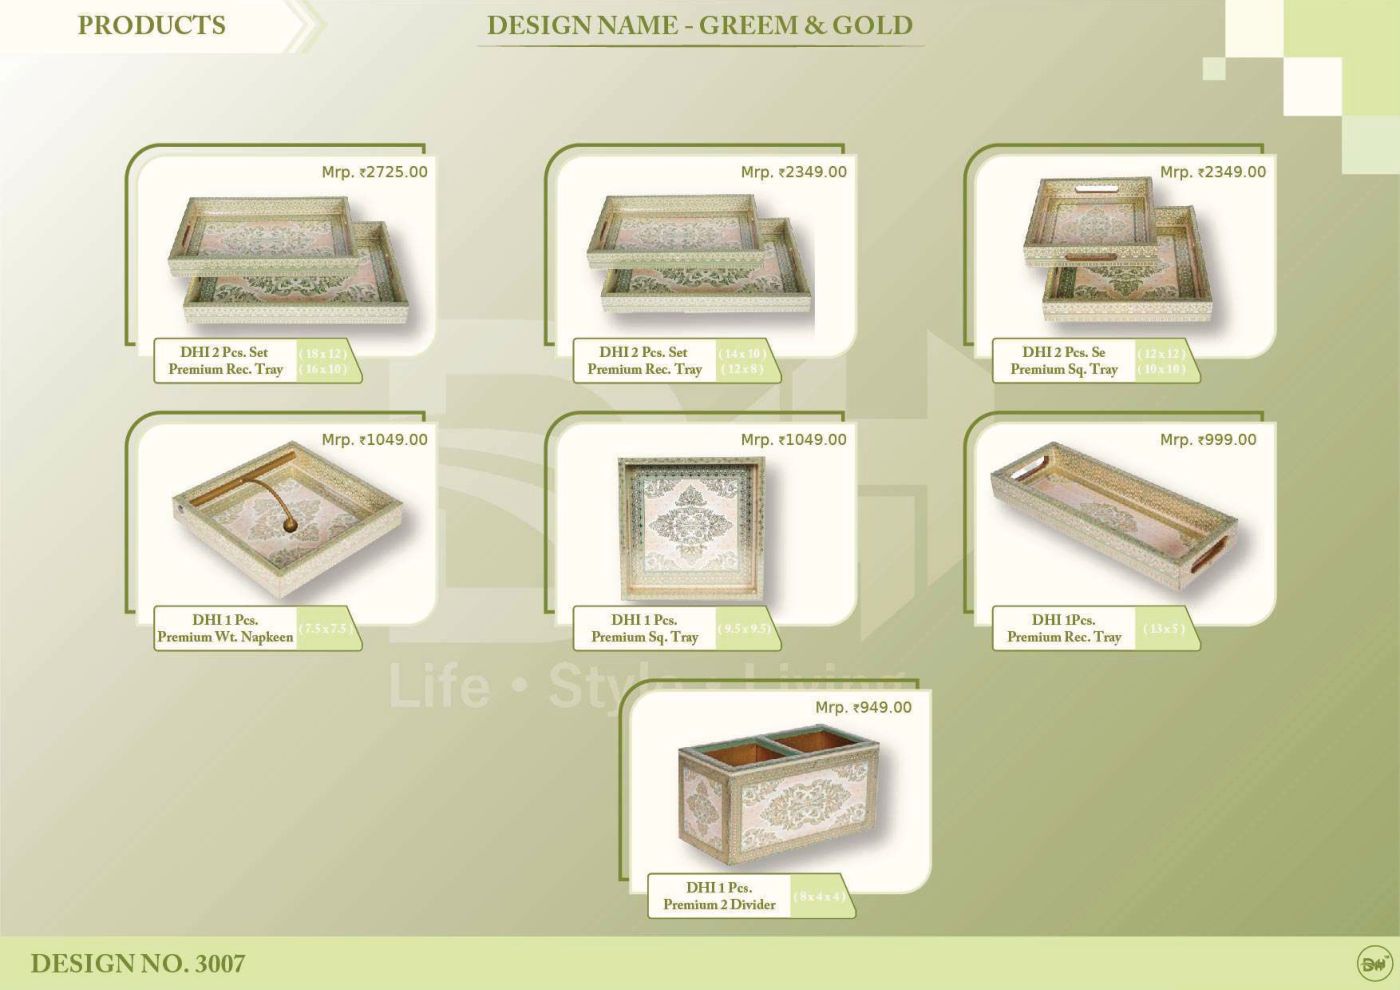 PRODUCTS
DESIGN NAME - GREEM & GOLD
Mrp. ₹2725.00
DHI 2 Pcs. Set
Premium Rec. Tray
( 18 x 12 )
( 16 x 10 )
Mrp. ₹2349.00
DHI 2 Pcs. Set
Premium Rec. Tray
( 14 x 10 )
( 12 x 8 )
Mrp. ₹2349.00
DHI 2 Pcs. Se
Premium Sq. Tray
( 12 x 12 )
( 10 x 10 )
Mrp. ₹1049.00
DHI 1 Pcs.
Premium Wt. Napkeen
( 7.5 x 7.5 )
Mrp. ₹1049.00
DHI 1 Pcs.
Premium Sq. Tray
( 9.5 x 9.5)
Mrp. ₹999.00
DHI 1Pcs.
Premium Rec. Tray
( 13 x 5 )
Life • Style • Living
Mrp. ₹949.00
DHI 1 Pcs.
Premium 2 Divider
( 8 x 4 x 4 )
DESIGN NO. 3007